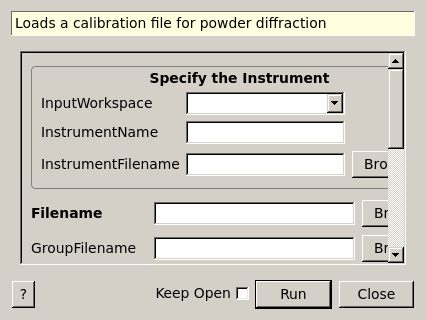 Loads a calibration file for powder diffraction
Specify the Instrument
InputWorkspace
InstrumentName
InstrumentFilename Bro
Filename Br
GroupFilename Br
? Keep Open Run Close